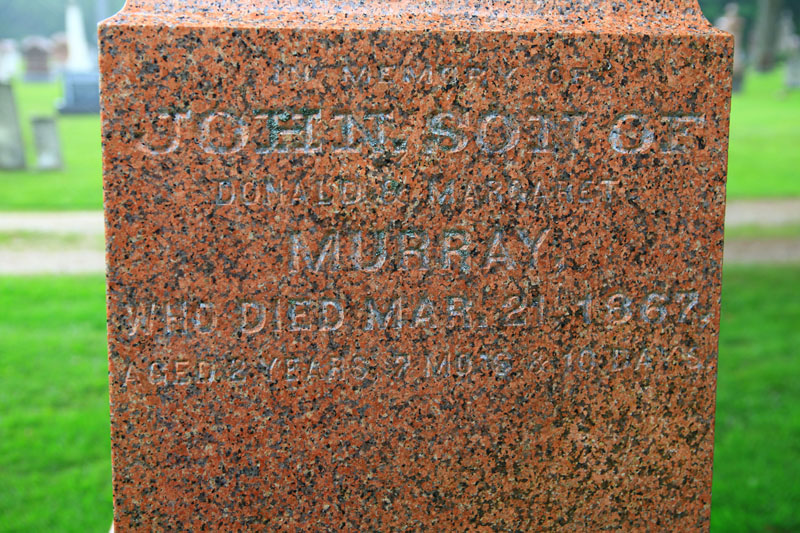 IN MEMORY OF
JOHN, SON OF
DONALD & MARGARET
MURRAY,
WHO DIED MAR. 21, 1867,
AGED 2 YEARS, 7 MO'S & 10 DAYS.